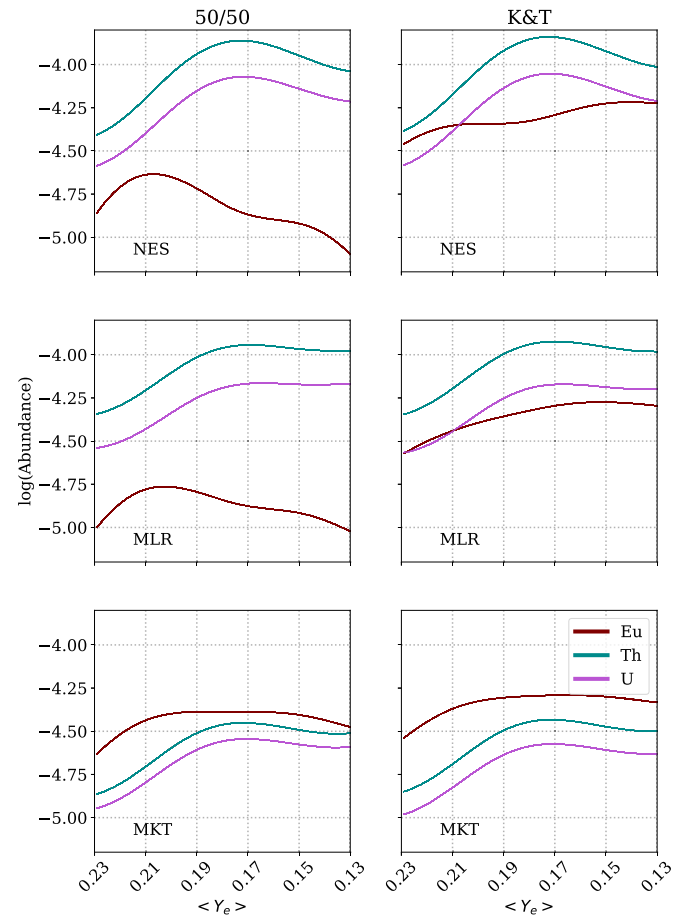 50/50
K&T
−4.00
−4.25
−4.50
−4.75
−5.00
NES
NES
−4.00
−4.25
−4.50
−4.75
−5.00
log(Abundance)
MLR
MLR
−4.00
−4.25
−4.50
−4.75
−5.00
Eu
Th
U
MKT
MKT
0.23 0.21 0.19 0.17 0.15 0.13
0.23 0.21 0.19 0.17 0.15 0.13
< Y_e >
< Y_e >